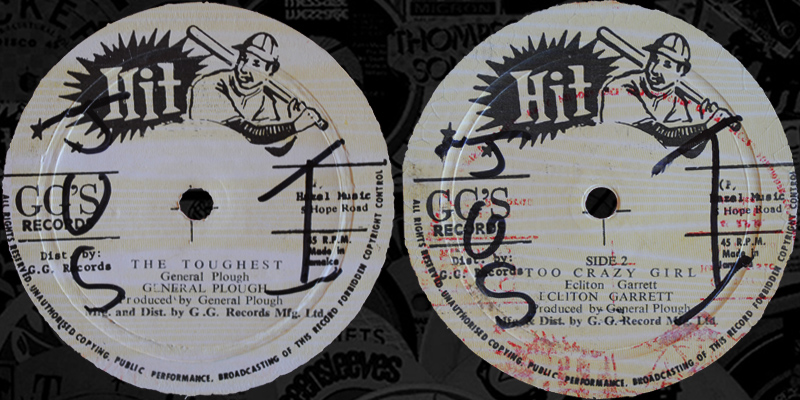 Hit
GG'S
RECORDS
Dist by:
G.G. Records
Hazel Music
Hope Road
45 R.P.M.
Made in
Jamaica
THE TOUGHEST
General Plough
GENERAL PLOUGH
Produced by General Plough
Mfg. and Dist. by G.G. Records Mfg. Ltd.
ALL RIGHTS RESERVED. UNAUTHORISED COPYING, PUBLIC PERFORMANCE, BROADCASTING OF THIS RECORD FORBIDDEN COPYRIGHT CONTROL
Hit
GG'S
RECORDS
Dist. by:
G.G. Records
Hazel Music
Hope Road
45 R.P.M.
Made in
Jamaica
SIDE 2
TOO CRAZY GIRL
Ecliton Garrett
ECLITON GARRETT
Produced by General Plough
& Dist by G.G. Record Mfg. Ltd.
ALL RIGHTS RESERVED. UNAUTHORISED COPYING, PUBLIC PERFORMANCE, BROADCASTING OF THIS RECORD FORBIDDEN COPYRIGHT CONTROL